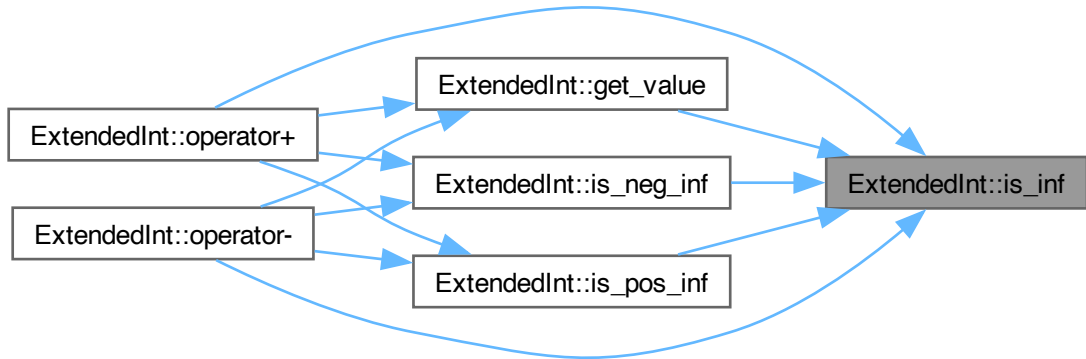 ExtendedInt::operator+
ExtendedInt::operator-
ExtendedInt::get_value
ExtendedInt::is_neg_inf
ExtendedInt::is_pos_inf
ExtendedInt::is_inf